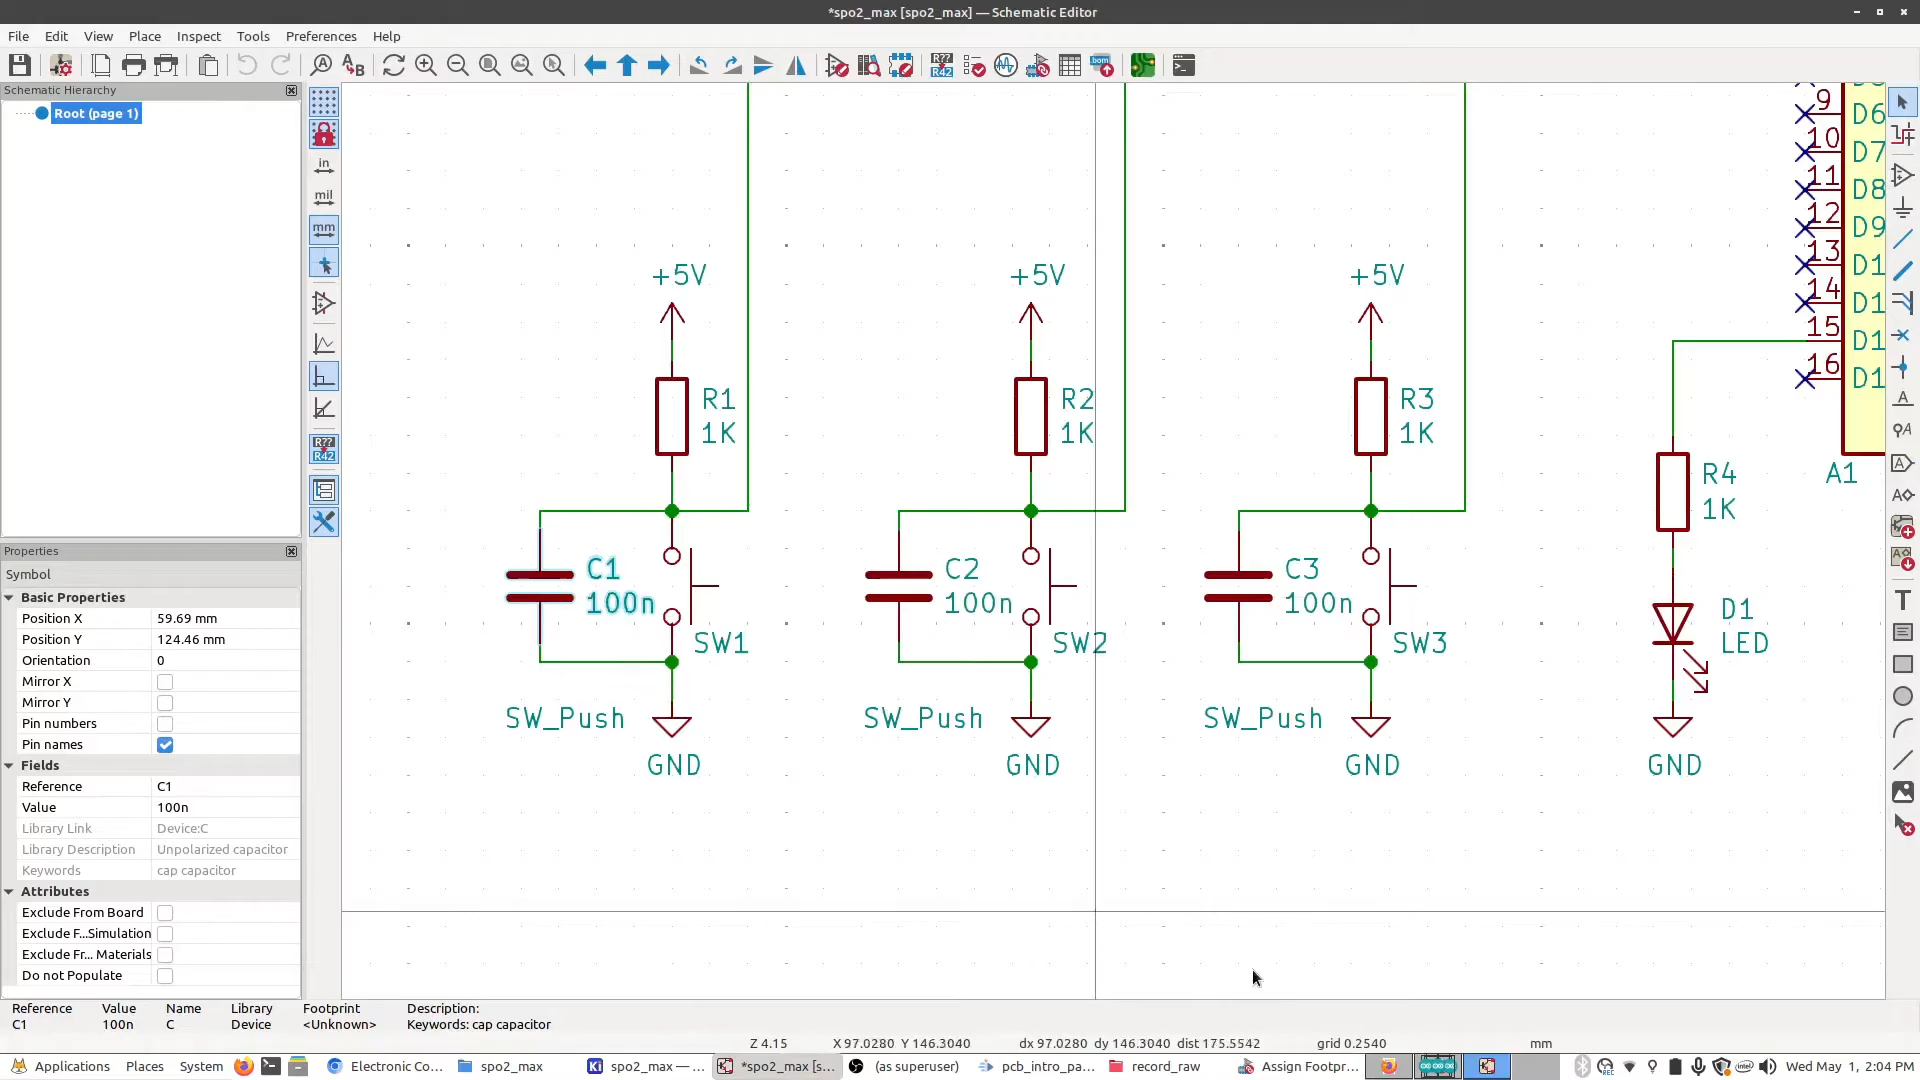 *spo2_max [spo2_max] — Schematic Editor
File Edit View Place Inspect Tools Preferences Help
Schematic Hierarchy
Root (page 1)
in
mil
mm
R??
R42
Properties
Symbol
Basic Properties
Position X 59.69 mm
Position Y 124.46 mm
Orientation 0
Mirror X
Mirror Y
Pin numbers
Pin names
Fields
Reference C1
Value 100n
Library Link Device:C
Library Description Unpolarized capacitor
Keywords cap capacitor
Attributes
Exclude From Board
Exclude F...Simulation
Exclude Fr... Materials
Do not Populate
+5V +5V +5V
R1 R2 R3
1K 1K 1K
C1 C2 C3
100n 100n 100n
SW1 SW2 SW3
SW_Push SW_Push SW_Push
GND GND GND
9 D6
10 D7
11 D8
12 D9
13 D1
14 D1
15 D1
16 D1
A1
R4
1K
D1
LED
GND
Reference Value Name Library Footprint Description:
C1 100n C Device <Unknown> Keywords: cap capacitor
Z 4.15 X 97.0280 Y 146.3040 dx 97.0280 dy 146.3040 dist 175.5542 grid 0.2540 mm
Applications Places System Electronic Co... spo2_max spo2_max — ... *spo2_max [s... (as superuser) pcb_intro_pa... record_raw Assign Footpr... Wed May 1, 2:04 PM